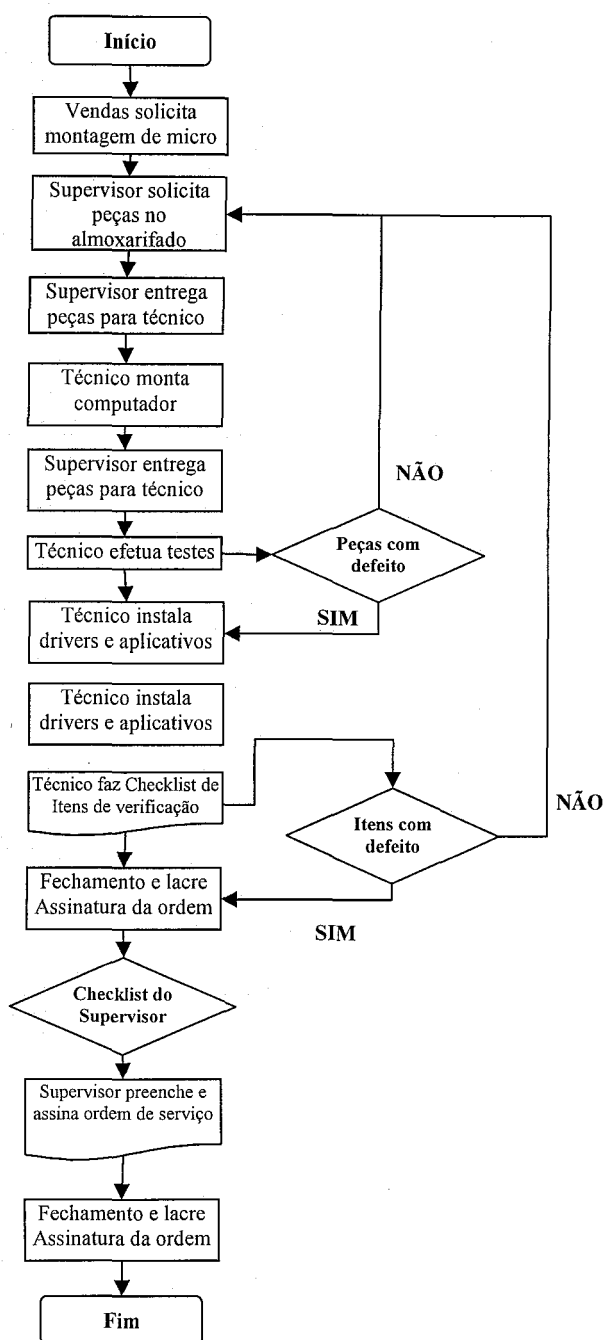 Início
Vendas solicita
montagem de micro
Supervisor solicita
peças no
almoxarifado
Supervisor entrega
peças para técnico
Técnico monta
computador
Supervisor entrega
peças para técnico
NÃO
Técnico efetua testes
Peças com
defeito
SIM
Técnico instala
drivers e aplicativos
Técnico instala
drivers e aplicativos
Técnico faz Checklist de
Itens de verificação
NÃO
Itens com
defeito
Fechamento e lacre
Assinatura da ordem
SIM
Checklist do
Supervisor
Supervisor preenche e
assina ordem de serviço
Fechamento e lacre
Assinatura da ordem
Fim